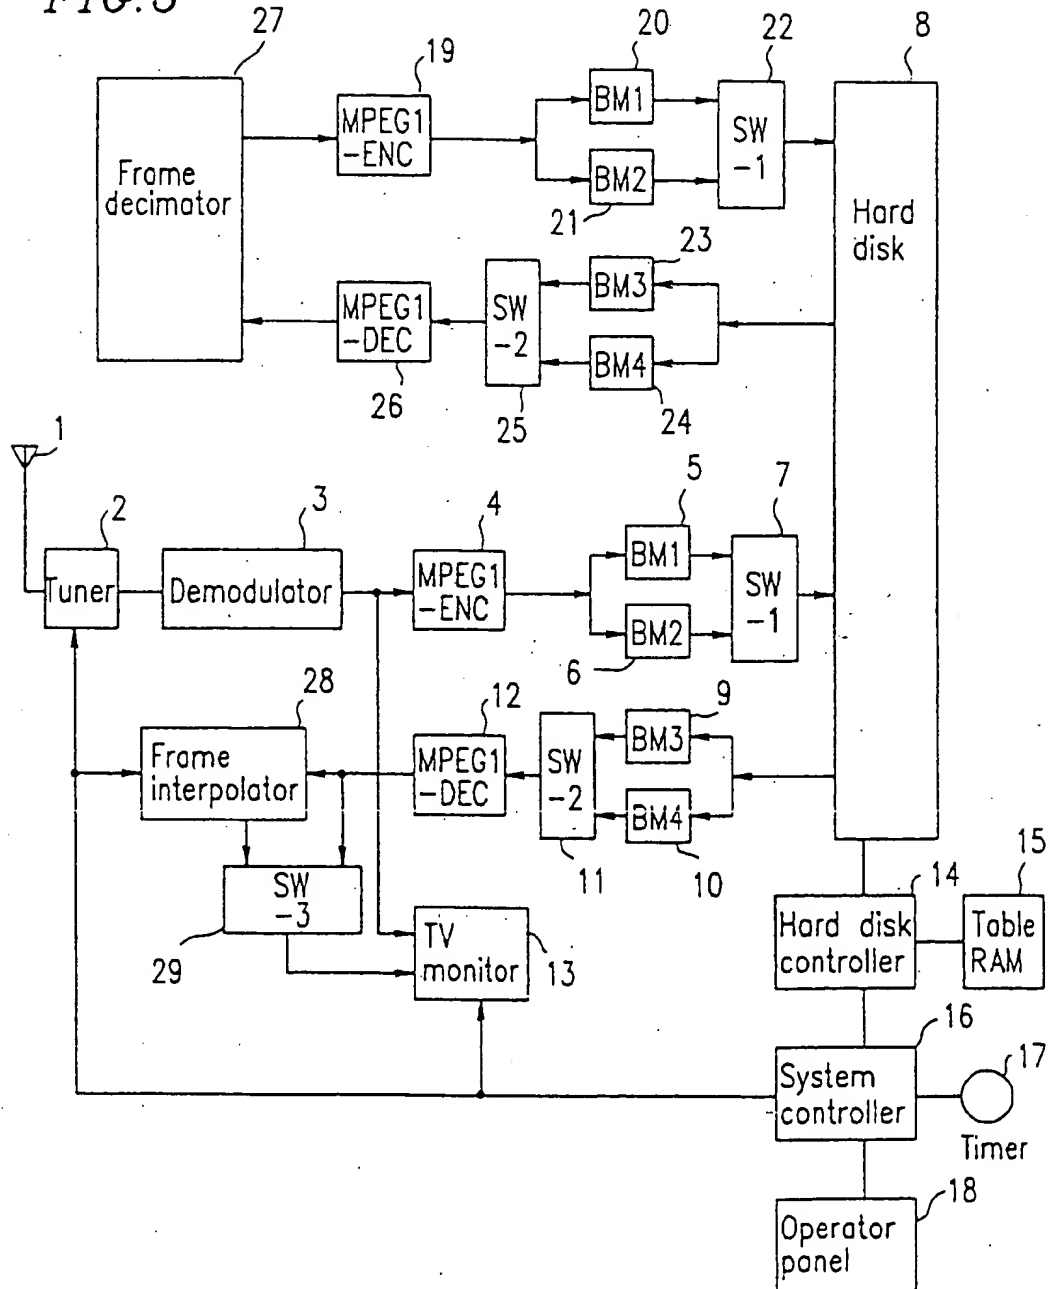 27
19
20
22
8
MPEG1
-ENC
BM1
SW
-1
Frame
decimator
BM2
21
Hard
disk
23
MPEG1
-DEC
SW
-2
BM3
BM4
26
25
24
1
2
3
4
5
7
Tuner
Demodulator
MPEG1
-ENC
BM1
SW
-1
BM2
6
28
12
9
Frame
interpolator
MPEG1
-DEC
SW
-2
BM3
BM4
11
10
14
15
SW
-3
29
TV
monitor
13
Hard disk
controller
Table
RAM
16
17
System
controller
Timer
18
Operator
panel